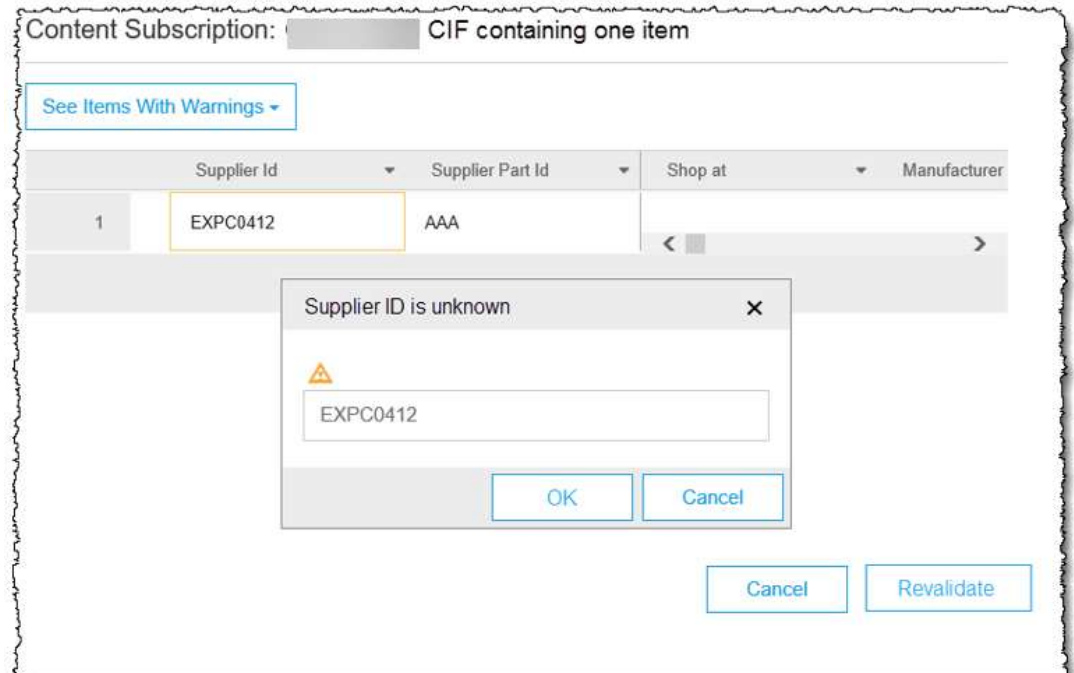 Content Subscription: CIF containing one item
See Items With Warnings
Supplier Id Supplier Part Id Shop at Manufacturer
1 EXPC0412 AAA
Supplier ID is unknown
EXPC0412
OK Cancel
Cancel Revalidate